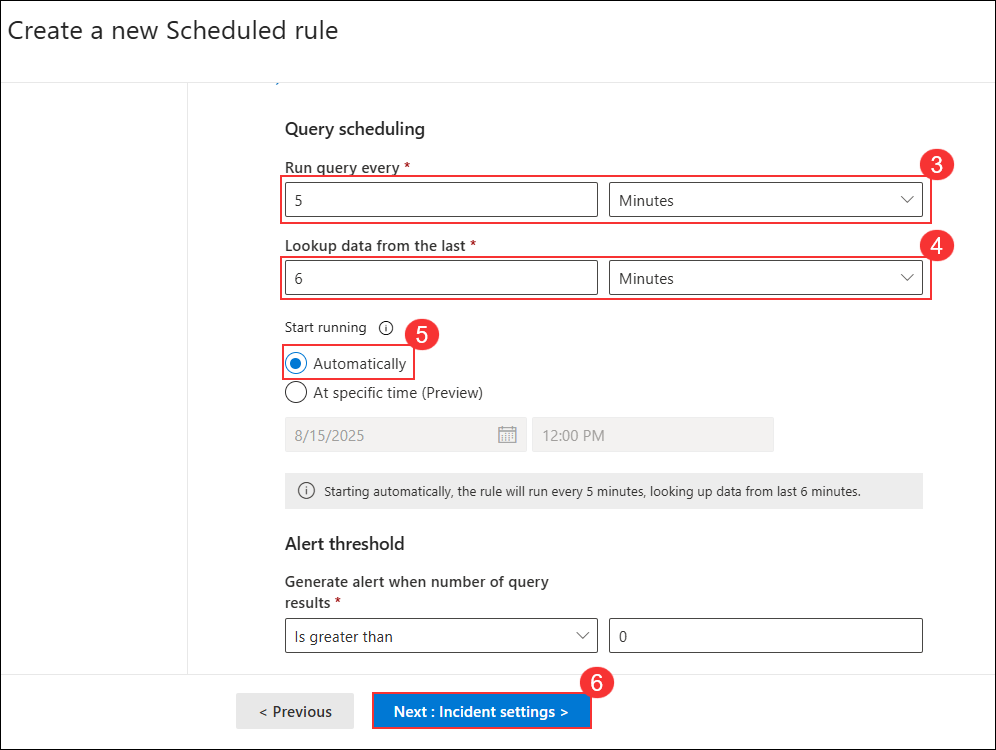 Create a new Scheduled rule
Query scheduling
Run query every *
3
5
Minutes
Lookup data from the last *
4
6
Minutes
Start running
5
Automatically
At specific time (Preview)
8/15/2025
12:00 PM
Starting automatically, the rule will run every 5 minutes, looking up data from last 6 minutes.
Alert threshold
Generate alert when number of query
results *
Is greater than
0
6
< Previous
Next : Incident settings >